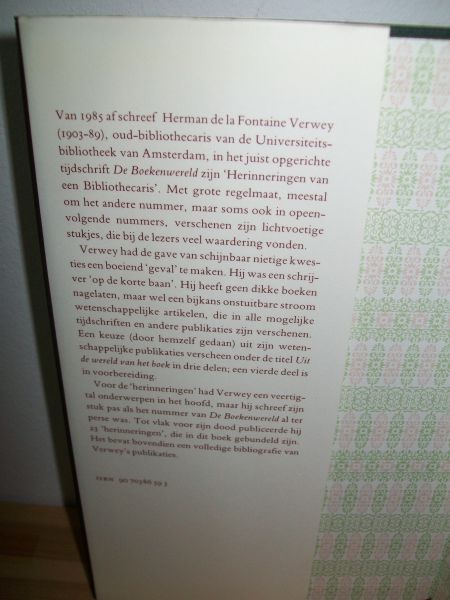 Van 1985 af schreef Herman de la Fontaine Verwey
(1903-89), oud-bibliothecaris van de Universiteits-
bibliotheek van Amsterdam, in het juist opgerichte
tijdschrift De Boekenwereld zijn 'Herinneringen van
een Bibliothecaris'. Met grote regelmaat, meestal
om het andere nummer, maar soms ook in opeen-
volgende nummers, verschenen zijn lichtvoetige
stukjes, die bij de lezers veel waardering vonden.
Verwey had de gave van schijnbaar nietige kwes-
ties een boeiend 'geval' te maken. Hij was een schrij-
ver 'op de korte baan'. Hij heeft geen dikke boeken
nagelaten, maar wel een bijkans onstuitbare stroom
wetenschappelijke artikelen, die in alle mogelijke
tijdschriften en andere publikaties zijn verschenen.
Een keuze (door hemzelf gedaan) uit zijn weten-
schappelijke publikaties verscheen onder de titel Uit
de wereld van het boek in drie delen; een vierde deel is
in voorbereiding.
Voor de 'herinneringen' had Verwey een veertig-
tal onderwerpen in het hoofd, maar hij schreef zijn
stuk pas als het nummer van De Boekenwereld al ter
perse was. Tot vlak voor zijn dood publiceerde hij
23 'herinneringen', die in dit boek gebundeld zijn.
Het bevat bovendien een volledige bibliografie van
Verwey's publikaties.
ISBN 90 70386 59 3